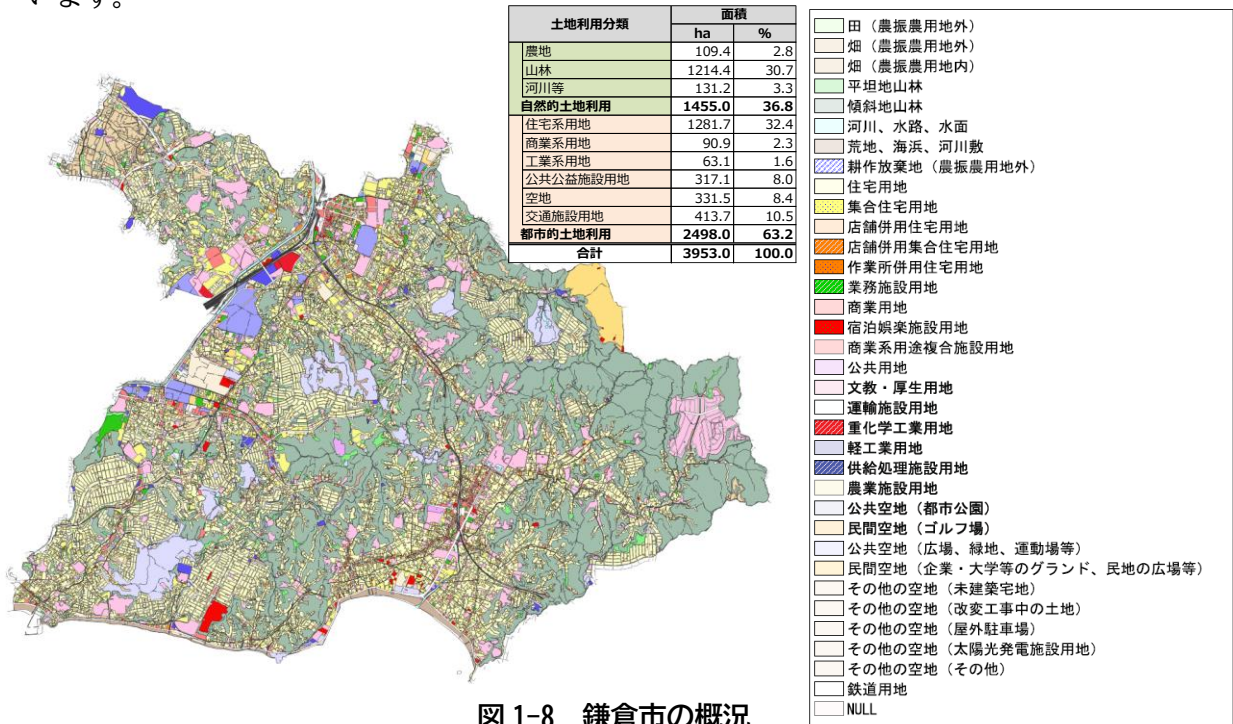 います。
土地利用分類 面積
ha %
農地 109.4 2.8
山林 1214.4 30.7
河川等 131.2 3.3
自然的土地利用 1455.0 36.8
住宅系用地 1281.7 32.4
商業系用地 90.9 2.3
工業系用地 63.1 1.6
公共公益施設用地 317.1 8.0
空地 331.5 8.4
交通施設用地 413.7 10.5
都市的土地利用 2498.0 63.2
合計 3953.0 100.0
田（農振農用地外）
畑（農振農用地外）
畑（農振農用地内）
平坦地山林
傾斜地山林
河川、水路、水面
荒地、海浜、河川敷
耕作放棄地（農振農用地外）
住宅用地
集合住宅用地
店舗併用住宅用地
店舗併用集合住宅用地
作業所併用住宅用地
業務施設用地
商業用地
宿泊娯楽施設用地
商業系用途複合施設用地
公共用地
文教・厚生用地
運輸施設用地
重化学工業用地
軽工業用地
供給処理施設用地
農業施設用地
公共空地（都市公園）
民間空地（ゴルフ場）
公共空地（広場、緑地、運動場等）
民間空地（企業・大学等のグランド、民地の広場等）
その他の空地（未建築宅地）
その他の空地（改変工事中の土地）
その他の空地（屋外駐車場）
その他の空地（太陽光発電施設用地）
その他の空地（その他）
鉄道用地
NULL
図 1-8 鎌倉市の概況